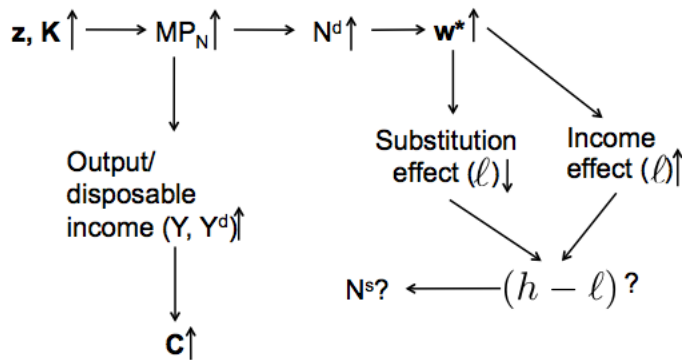 z, K↑ → MP_N↑ → N^d↑ → w*↑
Substitution
effect (ℓ)↓
Income
effect (ℓ)↑
Output/
disposable
income (Y, Y^d)↑
N^s? ← (h − ℓ)?
C↑